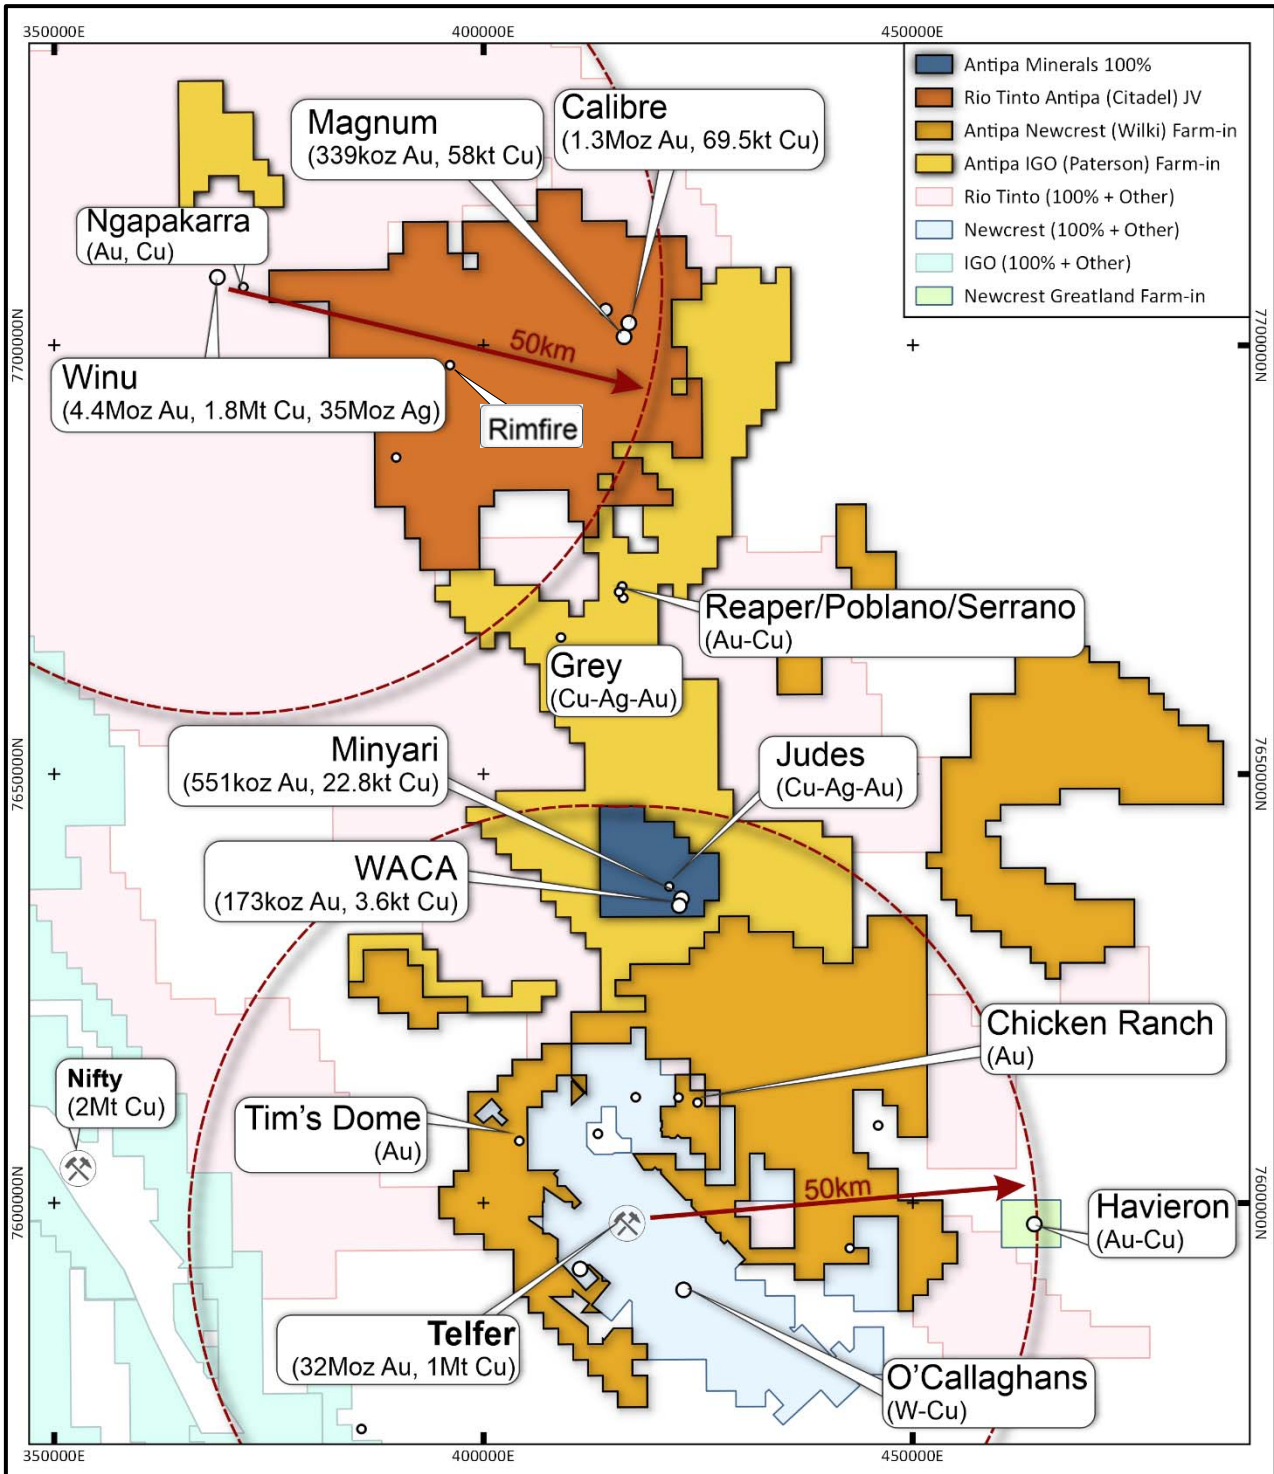 350000E
400000E
450000E
Antipa Minerals 100%
Rio Tinto Antipa (Citadel) JV
Antipa Newcrest (Wilki) Farm-in
Antipa IGO (Paterson) Farm-in
Rio Tinto (100% + Other)
Newcrest (100% + Other)
IGO (100% + Other)
Newcrest Greatland Farm-in
Magnum
(339koz Au, 58kt Cu)
Calibre
(1.3Moz Au, 69.5kt Cu)
Ngapakarra
(Au, Cu)
7700000N
50km
7700000N
Winu
(4.4Moz Au, 1.8Mt Cu, 35Moz Ag)
Rimfire
Reaper/Poblano/Serrano
(Au-Cu)
Grey
(Cu-Ag-Au)
Minyari
(551koz Au, 22.8kt Cu)
Judes
(Cu-Ag-Au)
7650000N
7650000N
WACA
(173koz Au, 3.6kt Cu)
Chicken Ranch
(Au)
Nifty
(2Mt Cu)
Tim's Dome
(Au)
7600000N
50km
7600000N
Havieron
(Au-Cu)
Telfer
(32Moz Au, 1Mt Cu)
O'Callaghans
(W-Cu)
350000E
400000E
450000E